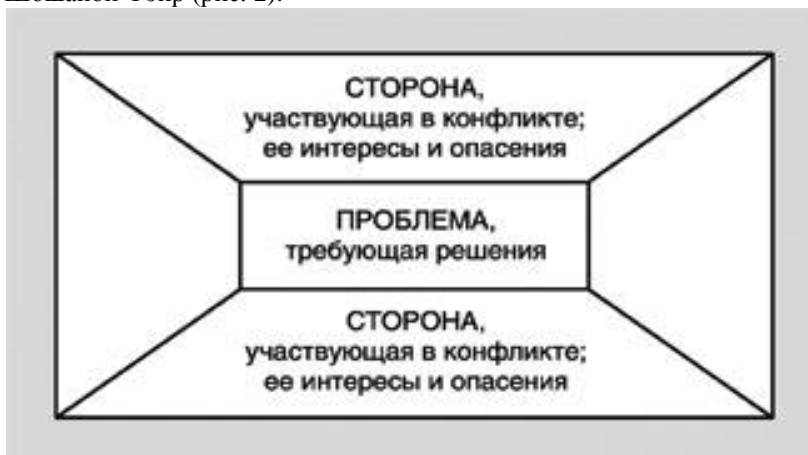 СТОРОНА,
участвующая в конфликте;
ее интересы и опасения
ПРОБЛЕМА,
требующая решения
СТОРОНА,
участвующая в конфликте;
ее интересы и опасения